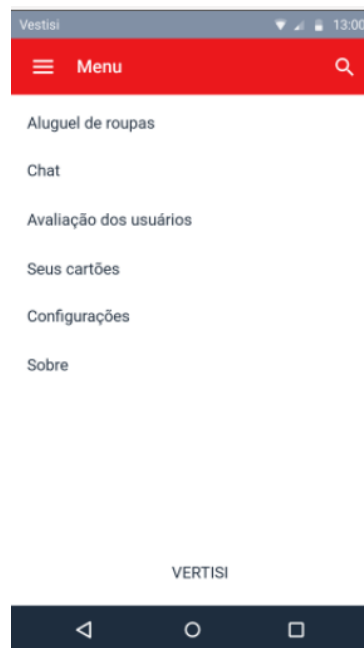 Vestisi 13:00
Menu
Aluguel de roupas
Chat
Avaliação dos usuários
Seus cartões
Configurações
Sobre
VERTISI